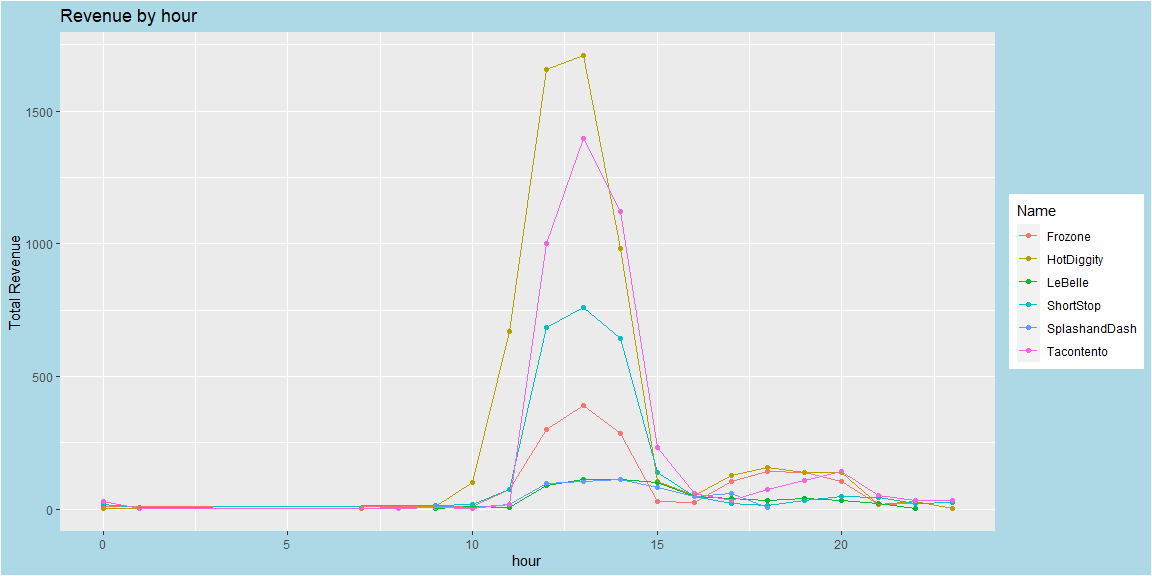 Revenue by hour
Total Revenue
1500
1000
500
0
0 5 10 15 20
hour
Name
Frozone
HotDiggity
LeBelle
ShortStop
SplashandDash
Tacontento